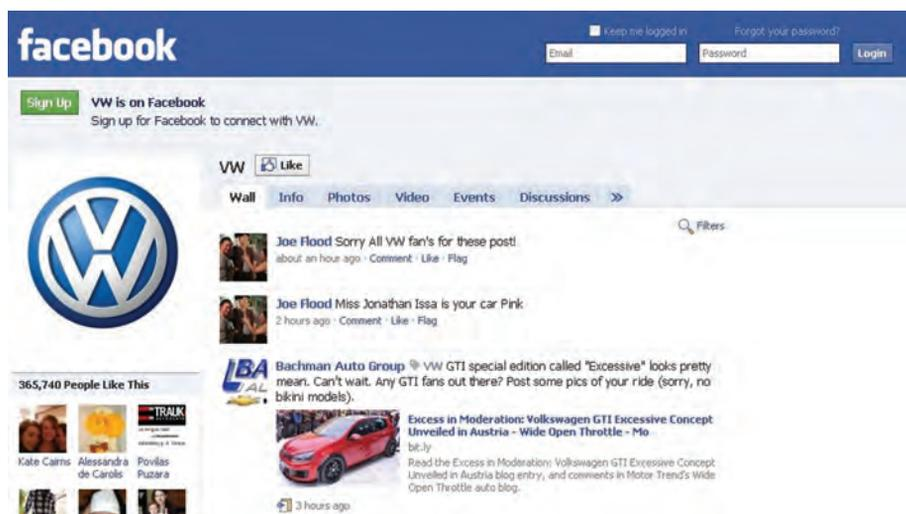 facebook
Keep me logged in
Forgot your password?
Email
Password
Login
Sign Up
VW is on Facebook
Sign up for Facebook to connect with VW.
VW
Like
Wall Info Photos Video Events Discussions »
Filters
Joe Flood Sorry All VW fan's for these post!
about an hour ago · Comment · Like · Flag
Joe Flood Miss Jonathan Issa is your car Pink
2 hours ago · Comment · Like · Flag
Bachman Auto Group VW GTI special edition called "Excessive" looks pretty
mean. Can't wait. Any GTI fans out there? Post some pics of your ride (sorry, no
bikini models).
Excess in Moderation: Volkswagen GTI Excessive Concept
Unveiled in Austria - Wide Open Throttle - Mo
bit.ly
Read the Excess in Moderation: Volkswagen GTI Excessive Concept
Unveiled in Austria blog entry, and comments in Motor Trend's Wide
Open Throttle auto blog.
3 hours ago
365,740 People Like This
TRAUK
Kate Cairns
Alessandra
de Carolis
Povilas
Puzara